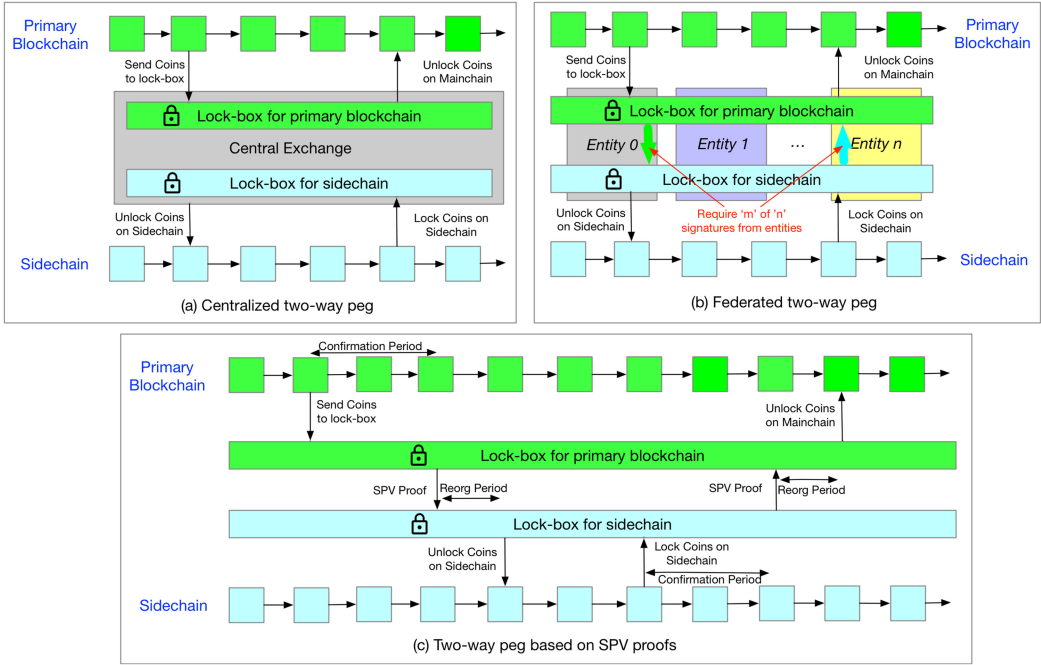 Primary
Blockchain
Send Coins
to lock-box
Unlock Coins
on Mainchain
Lock-box for primary blockchain
Central Exchange
Lock-box for sidechain
Unlock Coins
on Sidechain
Lock Coins on
Sidechain
Sidechain
(a) Centralized two-way peg
Primary
Blockchain
Send Coins
to lock-box
Unlock Coins
on Mainchain
Lock-box for primary blockchain
Entity 0
Entity 1
...
Entity n
Lock-box for sidechain
Unlock Coins
on Sidechain
Require 'm' of 'n'
signatures from entities
Lock Coins on
Sidechain
Sidechain
(b) Federated two-way peg
Confirmation Period
Primary
Blockchain
Send Coins
to lock-box
Unlock Coins
on Mainchain
Lock-box for primary blockchain
SPV Proof
Reorg Period
SPV Proof
Reorg Period
Lock-box for sidechain
Unlock Coins
on Sidechain
Lock Coins on
Sidechain
Confirmation Period
Sidechain
(c) Two-way peg based on SPV proofs